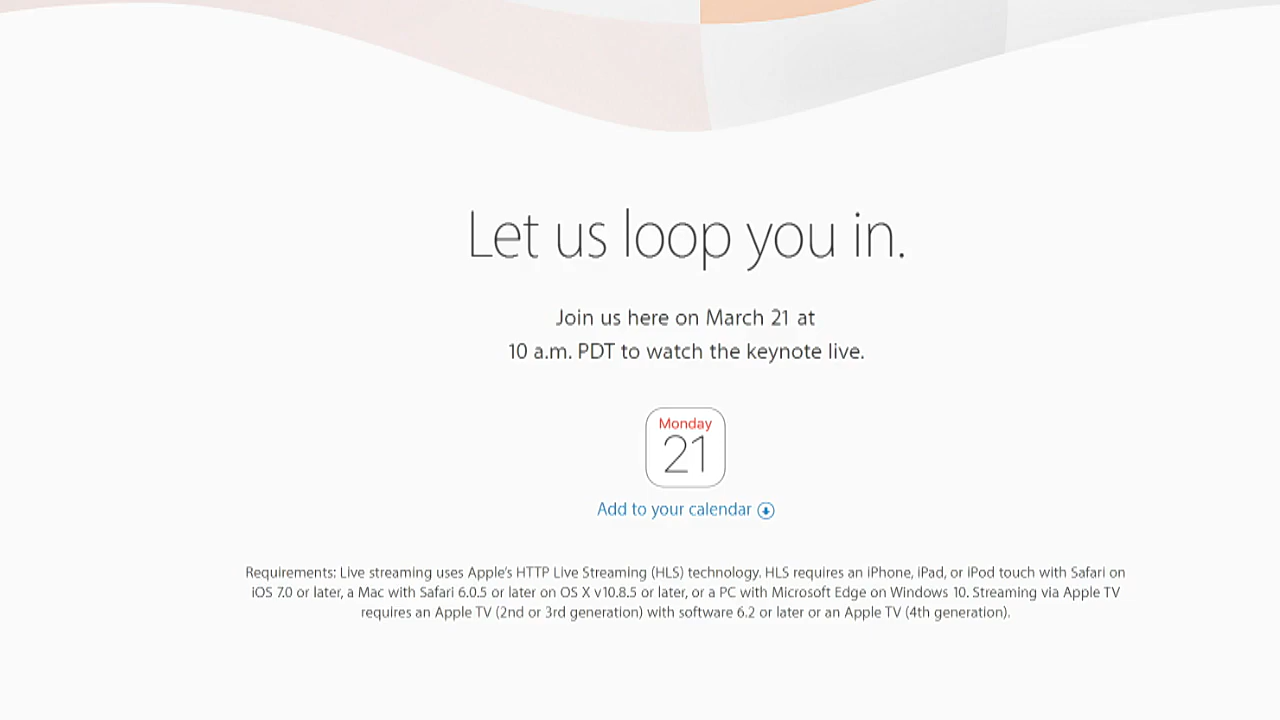 Let us loop you in.
Join us here on March 21 at
10 a.m. PDT to watch the keynote live.
Monday
21
Add to your calendar
Requirements: Live streaming uses Apple's HTTP Live Streaming (HLS) technology. HLS requires an iPhone, iPad, or iPod touch with Safari on
iOS 7.0 or later, a Mac with Safari 6.0.5 or later on OS X v10.8.5 or later, or a PC with Microsoft Edge on Windows 10. Streaming via Apple TV
requires an Apple TV (2nd or 3rd generation) with software 6.2 or later or an Apple TV (4th generation).